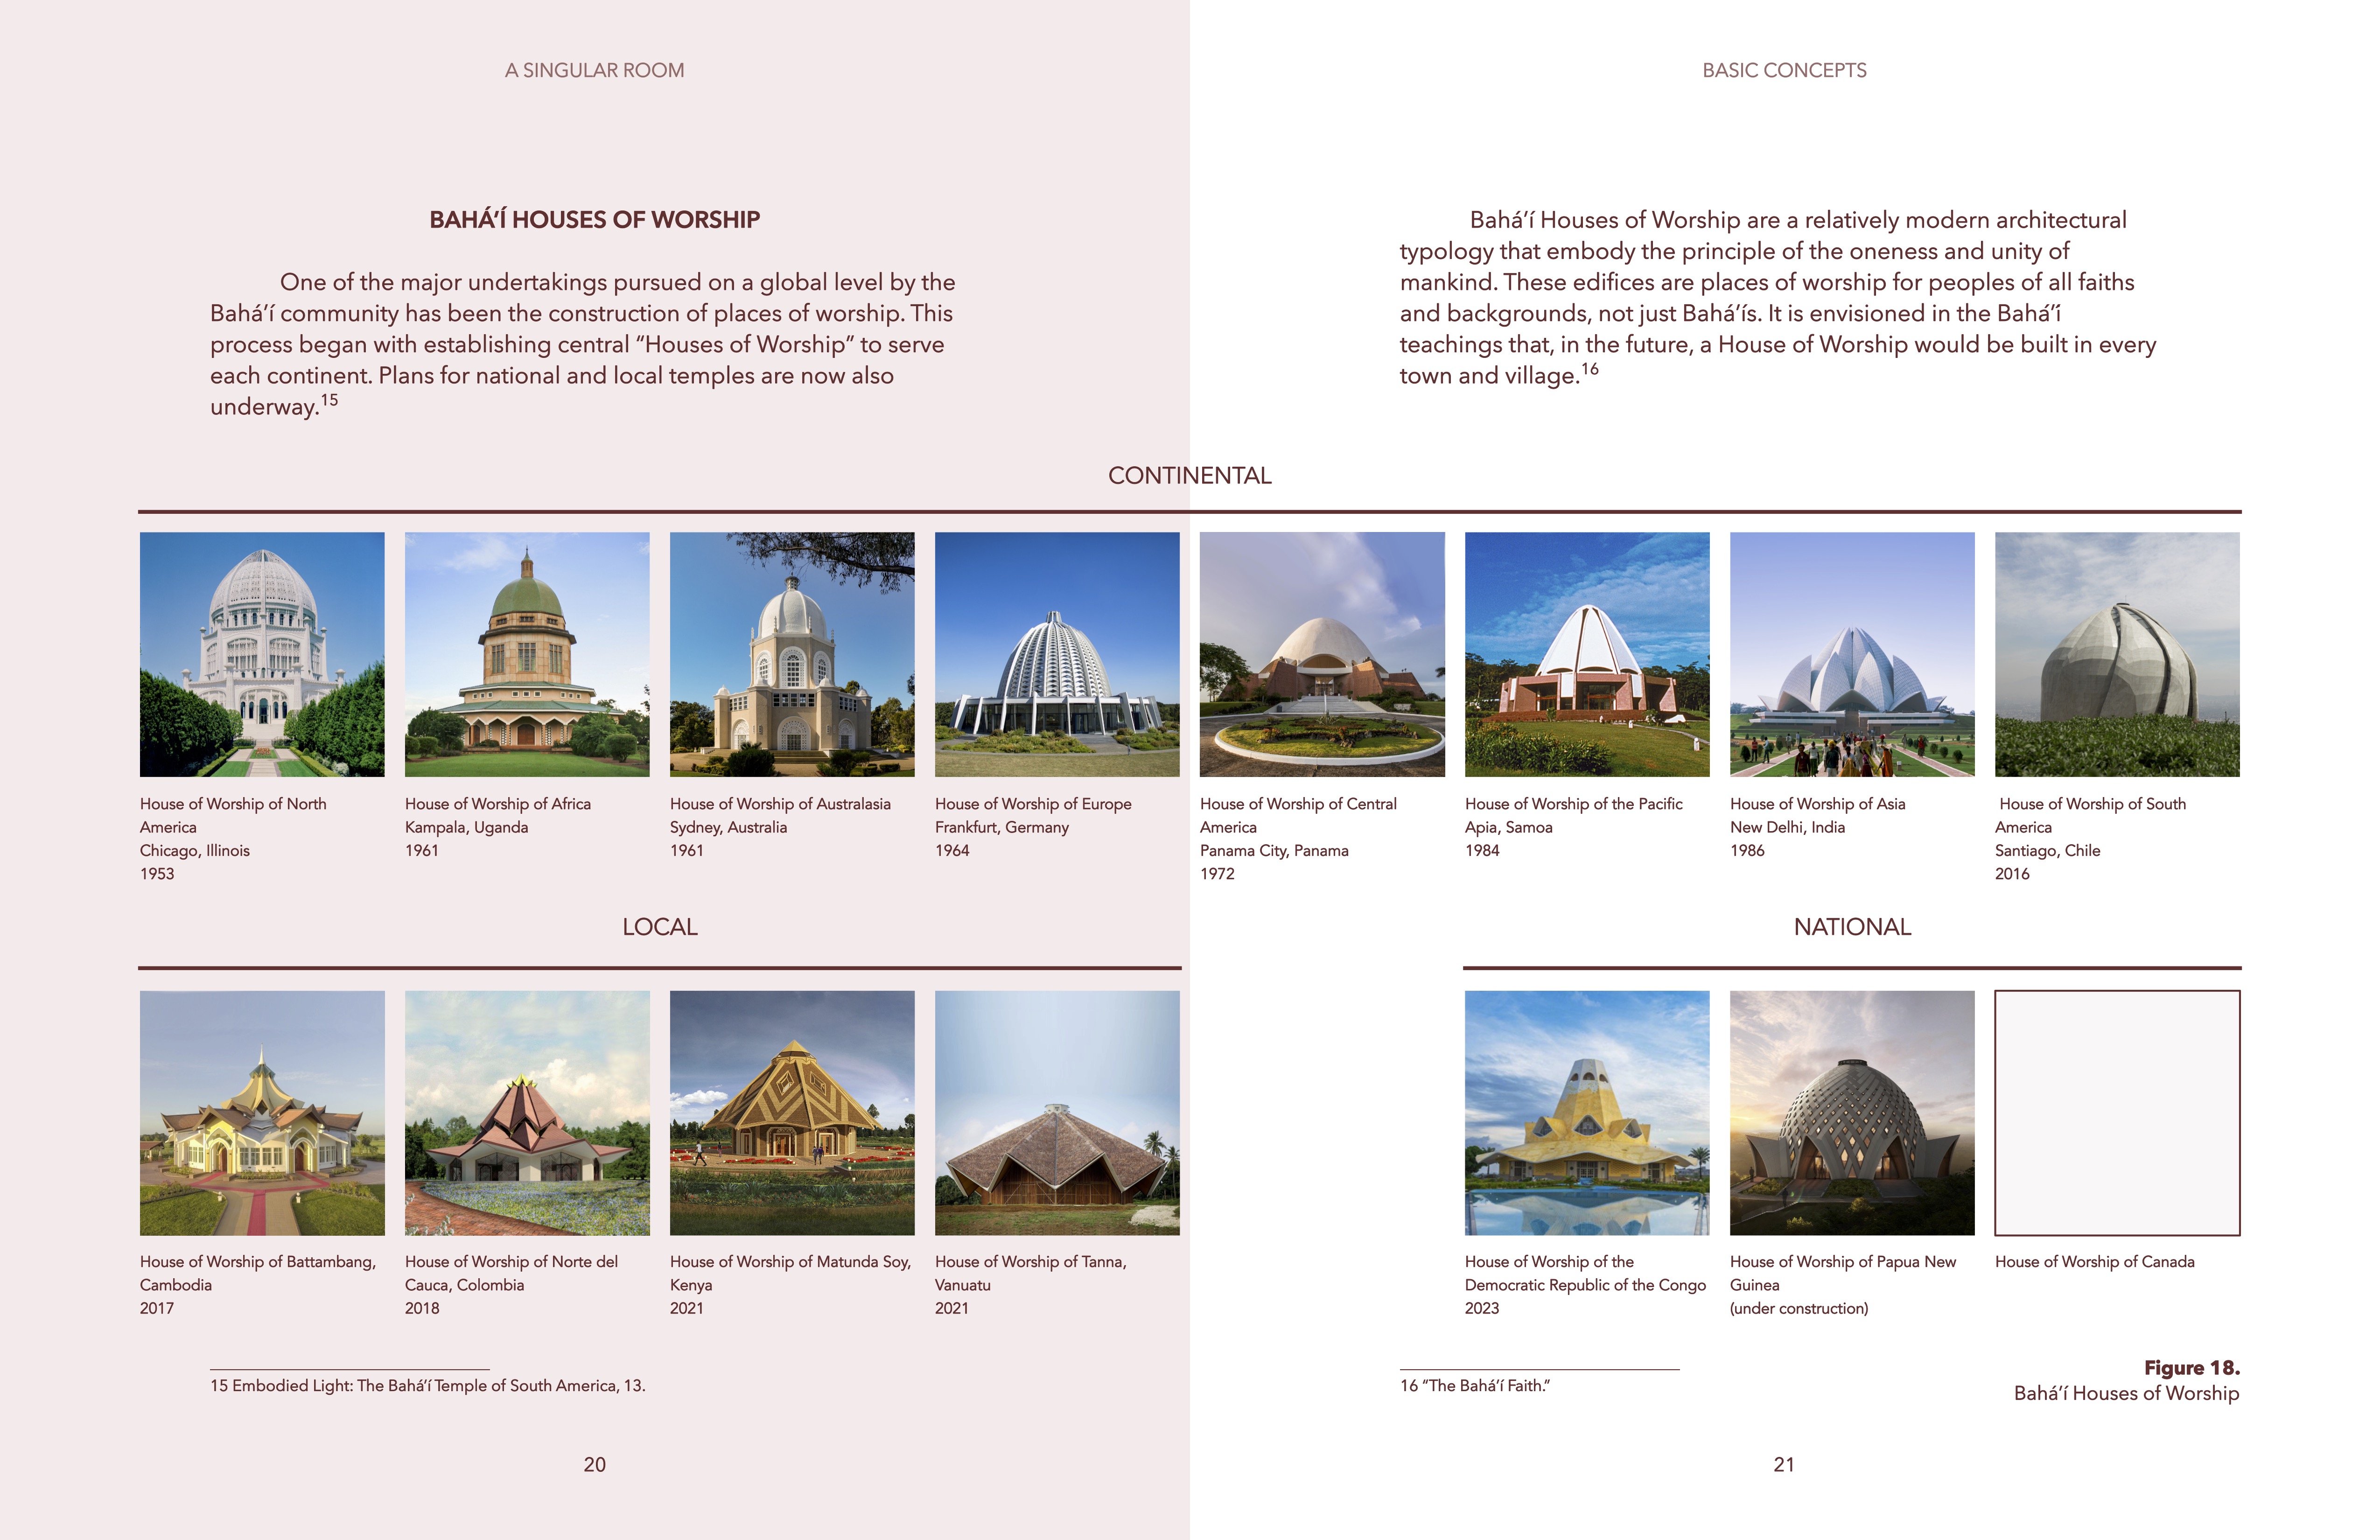 A SINGULAR ROOM
BAHÁ’Í HOUSES OF WORSHIP
One of the major undertakings pursued on a global level by the
Bahá’í community has been the construction of places of worship. This
process began with establishing central “Houses of Worship” to serve
each continent. Plans for national and local temples are now also
underway.15
BASIC CONCEPTS
Bahá’í Houses of Worship are a relatively modern architectural
typology that embody the principle of the oneness and unity of
mankind. These edifices are places of worship for peoples of all faiths
and backgrounds, not just Bahá’ís. It is envisioned in the Bahá’í
teachings that, in the future, a House of Worship would be built in every
town and village.16
CONTINENTAL
House of Worship of North
America
Chicago, Illinois
1953
House of Worship of Africa
Kampala, Uganda
1961
House of Worship of Australasia
Sydney, Australia
1961
House of Worship of Europe
Frankfurt, Germany
1964
House of Worship of Central
America
Panama City, Panama
1972
House of Worship of the Pacific
Apia, Samoa
1984
House of Worship of Asia
New Delhi, India
1986
House of Worship of South
America
Santiago, Chile
2016
LOCAL
House of Worship of Battambang,
Cambodia
2017
House of Worship of Norte del
Cauca, Colombia
2018
House of Worship of Matunda Soy,
Kenya
2021
House of Worship of Tanna,
Vanuatu
2021
NATIONAL
House of Worship of the
Democratic Republic of the Congo
2023
House of Worship of Papua New
Guinea
(under construction)
House of Worship of Canada
15 Embodied Light: The Bahá’í Temple of South America, 13.
20
16 “The Bahá’í Faith.”
Figure 18.
Bahá’í Houses of Worship
21